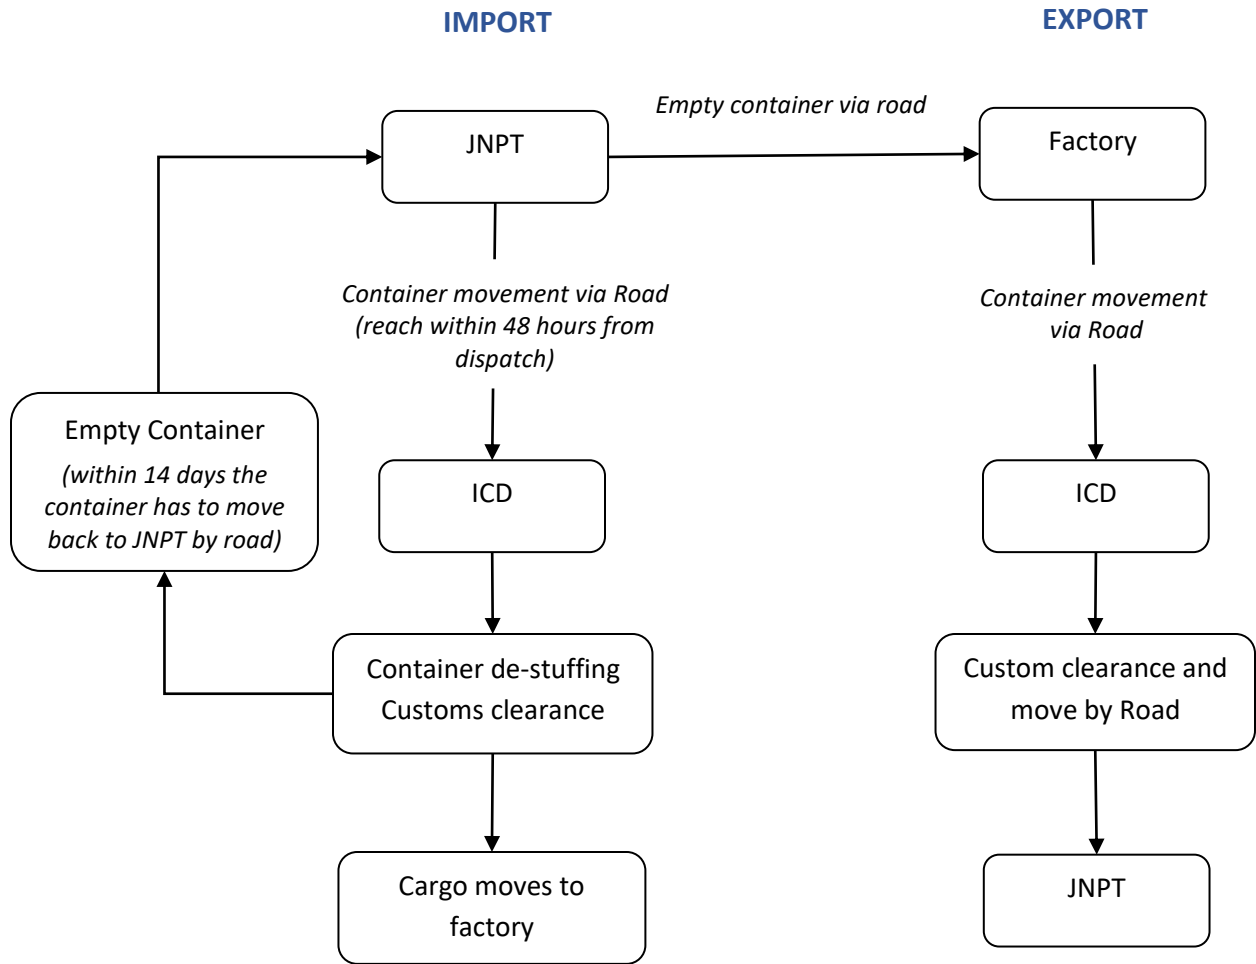 IMPORT
EXPORT
Empty container via road
JNPT
Factory
Container movement via Road
(reach within 48 hours from
dispatch)
Container movement
via Road
Empty Container
(within 14 days the
container has to move
back to JNPT by road)
ICD
ICD
Container de-stuffing
Customs clearance
Custom clearance and
move by Road
Cargo moves to
factory
JNPT